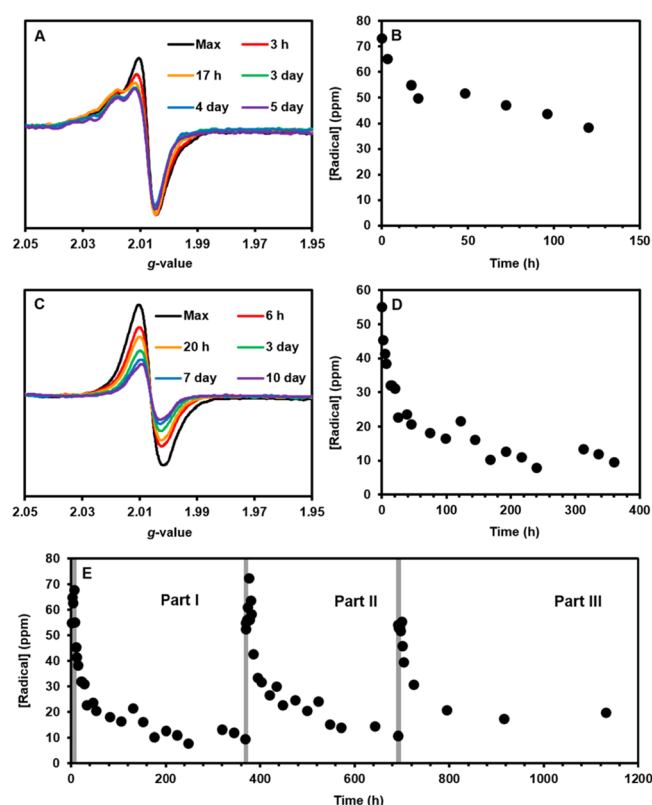 A
Max
3 h
17 h
3 day
4 day
5 day
2.05 2.03 2.01 1.99 1.97 1.95
g-value
B
[Radical] (ppm)
80
70
60
50
40
30
20
10
0
0 50 100 150
Time (h)
C
Max
6 h
20 h
3 day
7 day
10 day
2.05 2.03 2.01 1.99 1.97 1.95
g-value
D
[Radical] (ppm)
60
50
40
30
20
10
0
0 100 200 300 400
Time (h)
E
Part I
Part II
Part III
[Radical] (ppm)
80
70
60
50
40
30
20
10
0
0 200 400 600 800 1000 1200
Time (h)